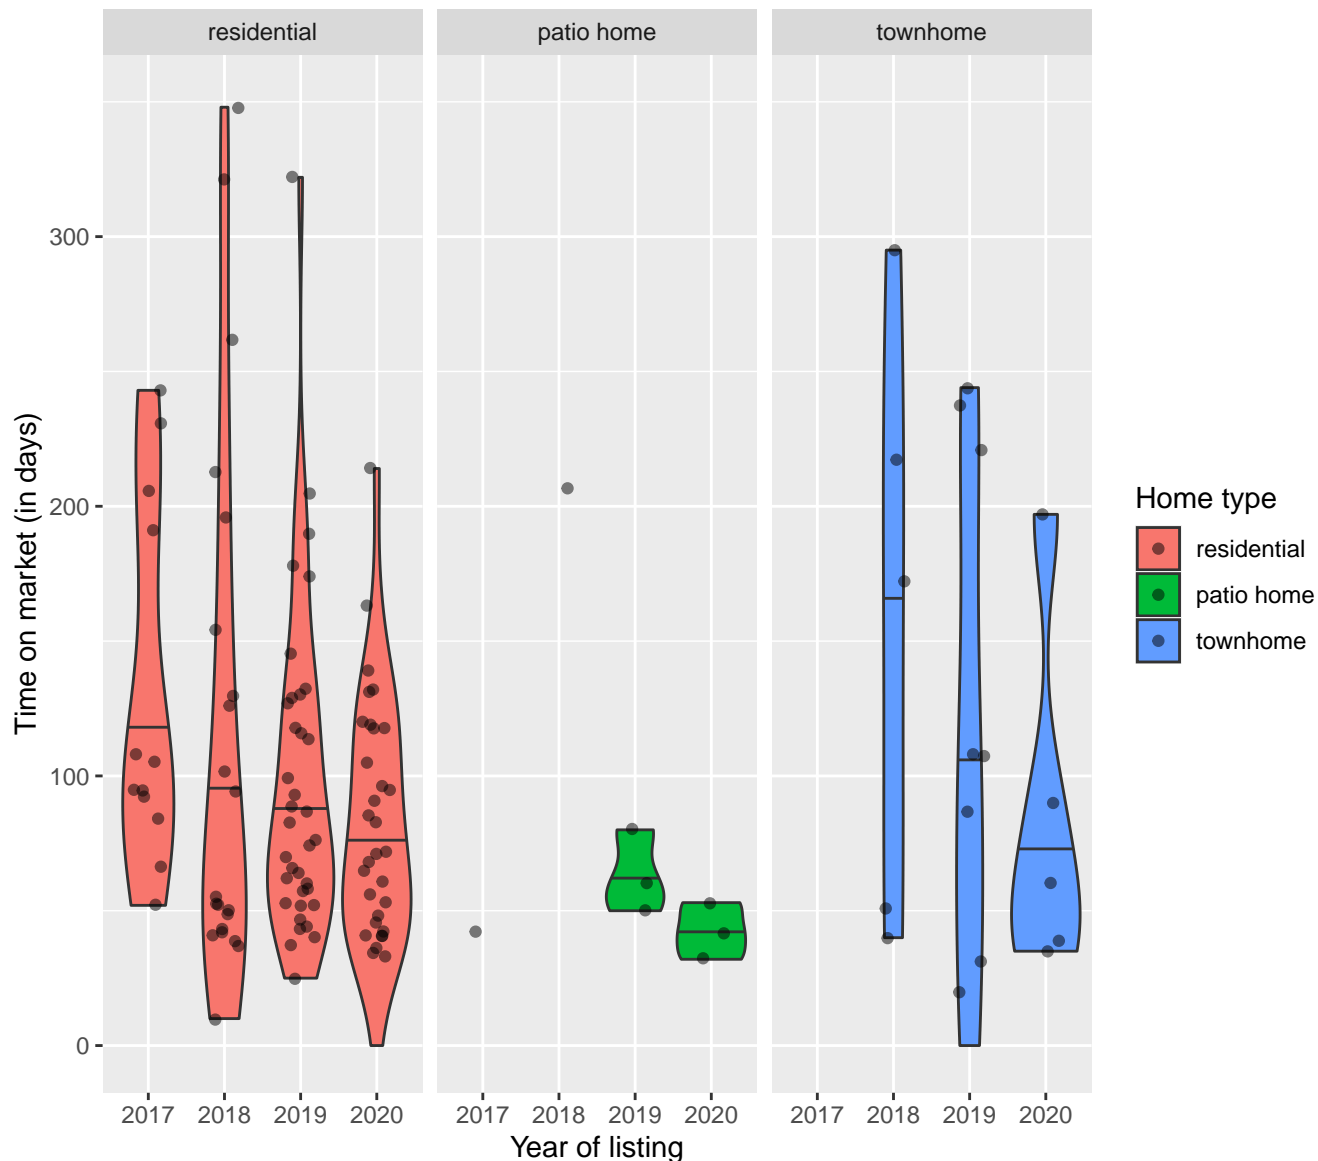 residential
patio home
townhome
300
200
100
0
Time on market (in days)
2017 2018 2019 2020
2017 2018 2019 2020
2017 2018 2019 2020
Year of listing
Home type
residential
patio home
townhome